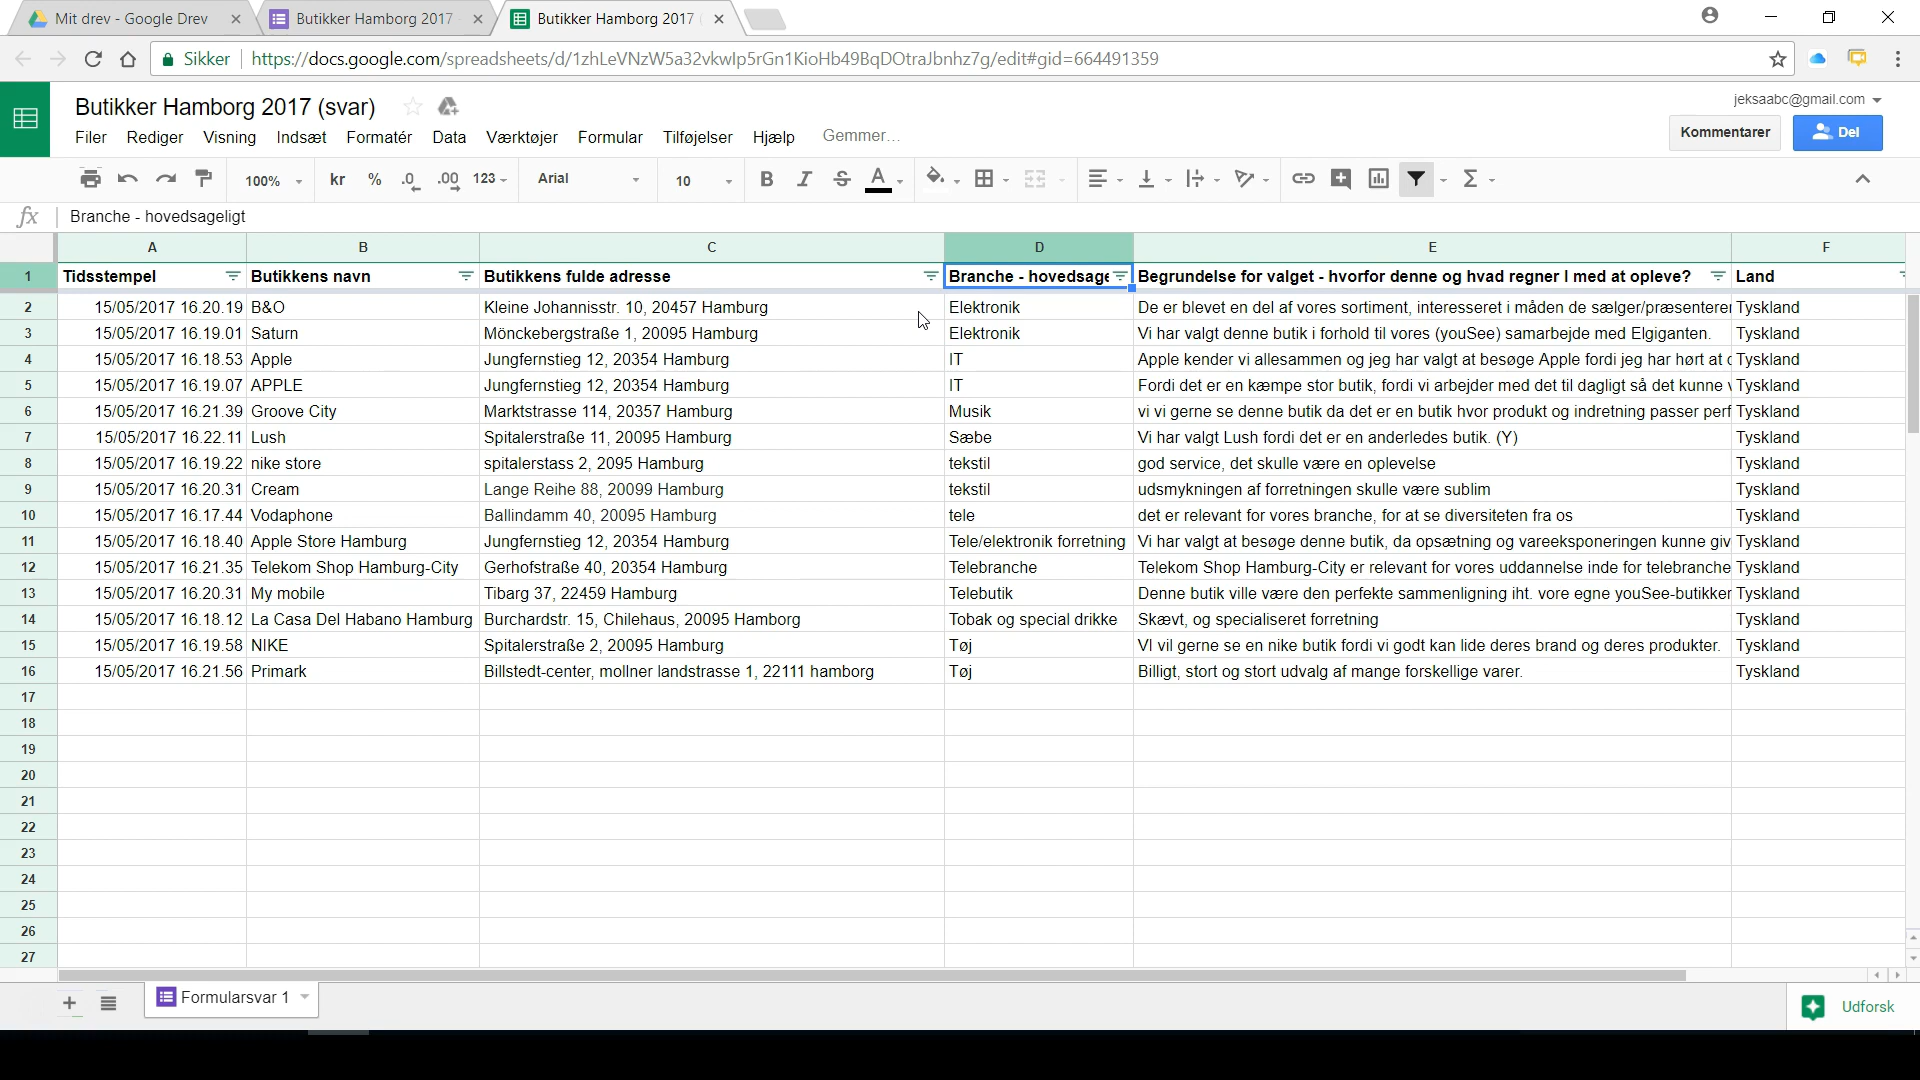 Mit drev - Google Drev
Butikker Hamborg 2017
Butikker Hamborg 2017
Sikker
https://docs.google.com/spreadsheets/d/1zhLeVNzW5a32vkwIp5rGn1KioHb49BqDOtraJbnhz7g/edit#gid=664491359
Butikker Hamborg 2017 (svar)
jeksaabc@gmail.com
Filer Rediger Visning Indsæt Formatér Data Værktøjer Formular Tilføjelser Hjælp Gemmer...
Kommentarer
Del
100% kr % .0 .00 123 Arial 10 B I S A
fx Branche - hovedsageligt
A B C D E F
1 Tidsstempel Butikkens navn Butikkens fulde adresse Branche - hovedsage Begrundelse for valget - hvorfor denne og hvad regner I med at opleve? Land
2 15/05/2017 16.20.19 B&O Kleine Johannisstr. 10, 20457 Hamburg Elektronik De er blevet en del af vores sortiment, interesseret i måden de sælger/præsenterer Tyskland
3 15/05/2017 16.19.01 Saturn Mönckebergstraße 1, 20095 Hamburg Elektronik Vi har valgt denne butik i forhold til vores (youSee) samarbejde med Elgiganten. Tyskland
4 15/05/2017 16.18.53 Apple Jungfernstieg 12, 20354 Hamburg IT Apple kender vi allesammen og jeg har valgt at besøge Apple fordi jeg har hørt at Tyskland
5 15/05/2017 16.19.07 APPLE Jungfernstieg 12, 20354 Hamburg IT Fordi det er en kæmpe stor butik, fordi vi arbejder med det til dagligt så det kunne Tyskland
6 15/05/2017 16.21.39 Groove City Marktstrasse 114, 20357 Hamburg Musik vi vi gerne se denne butik da det er en butik hvor produkt og indretning passer perf Tyskland
7 15/05/2017 16.22.11 Lush Spitalerstraße 11, 20095 Hamburg Sæbe Vi har valgt Lush fordi det er en anderledes butik. (Y) Tyskland
8 15/05/2017 16.19.22 nike store spitalerstass 2, 2095 Hamburg tekstil god service, det skulle være en oplevelse Tyskland
9 15/05/2017 16.20.31 Cream Lange Reihe 88, 20099 Hamburg tekstil udsmykningen af forretningen skulle være sublim Tyskland
10 15/05/2017 16.17.44 Vodaphone Ballindamm 40, 20095 Hamburg tele det er relevant for vores branche, for at se diversiteten fra os Tyskland
11 15/05/2017 16.18.40 Apple Store Hamburg Jungfernstieg 12, 20354 Hamburg Tele/elektronik forretning Vi har valgt at besøge denne butik, da opsætning og vareeksponeringen kunne giv Tyskland
12 15/05/2017 16.21.35 Telekom Shop Hamburg-City Gerhofstraße 40, 20354 Hamburg Telebranche Telekom Shop Hamburg-City er relevant for vores uddannelse inde for telebranche Tyskland
13 15/05/2017 16.20.31 My mobile Tibarg 37, 22459 Hamburg Telebutik Denne butik ville være den perfekte sammenligning iht. vore egne youSee-butikker Tyskland
14 15/05/2017 16.18.12 La Casa Del Habano Hamburg Burchardstr. 15, Chilehaus, 20095 Hamborg Tobak og special drikke Skævt, og specialiseret forretning Tyskland
15 15/05/2017 16.19.58 NIKE Spitalerstraße 2, 20095 Hamburg Tøj VI vil gerne se en nike butik fordi vi godt kan lide deres brand og deres produkter. Tyskland
16 15/05/2017 16.21.56 Primark Billstedt-center, mollner landstrasse 1, 22111 hamborg Tøj Billigt, stort og stort udvalg af mange forskellige varer. Tyskland
17
18
19
20
21
22
23
24
25
26
27
Formularsvar 1
Udforsk